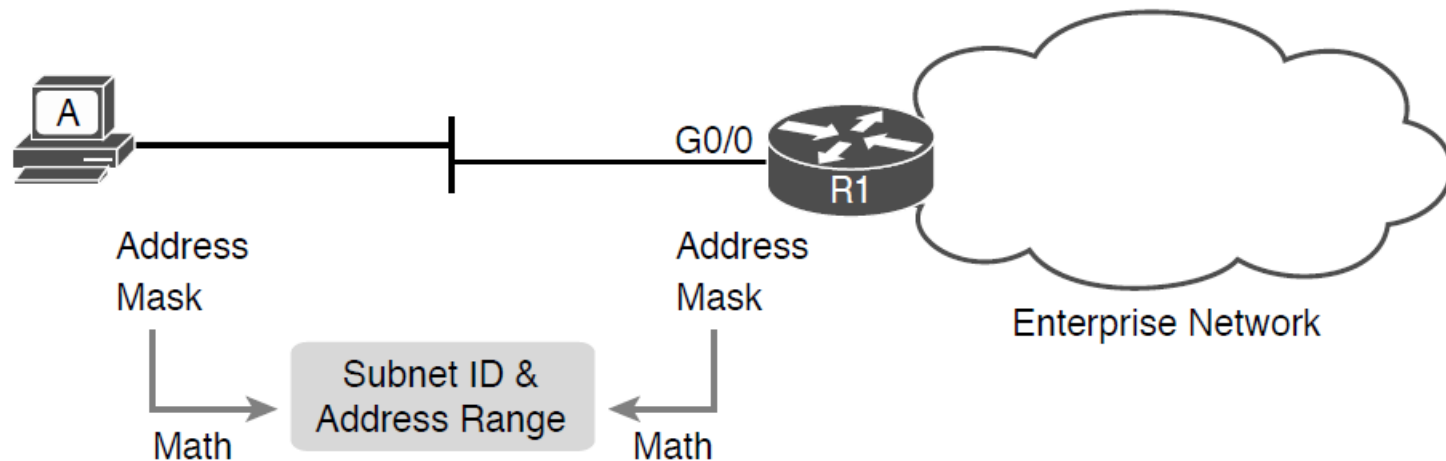 A
G0/0
R1
Address
Mask
Address
Mask
Enterprise Network
Subnet ID &
Address Range
Math
Math